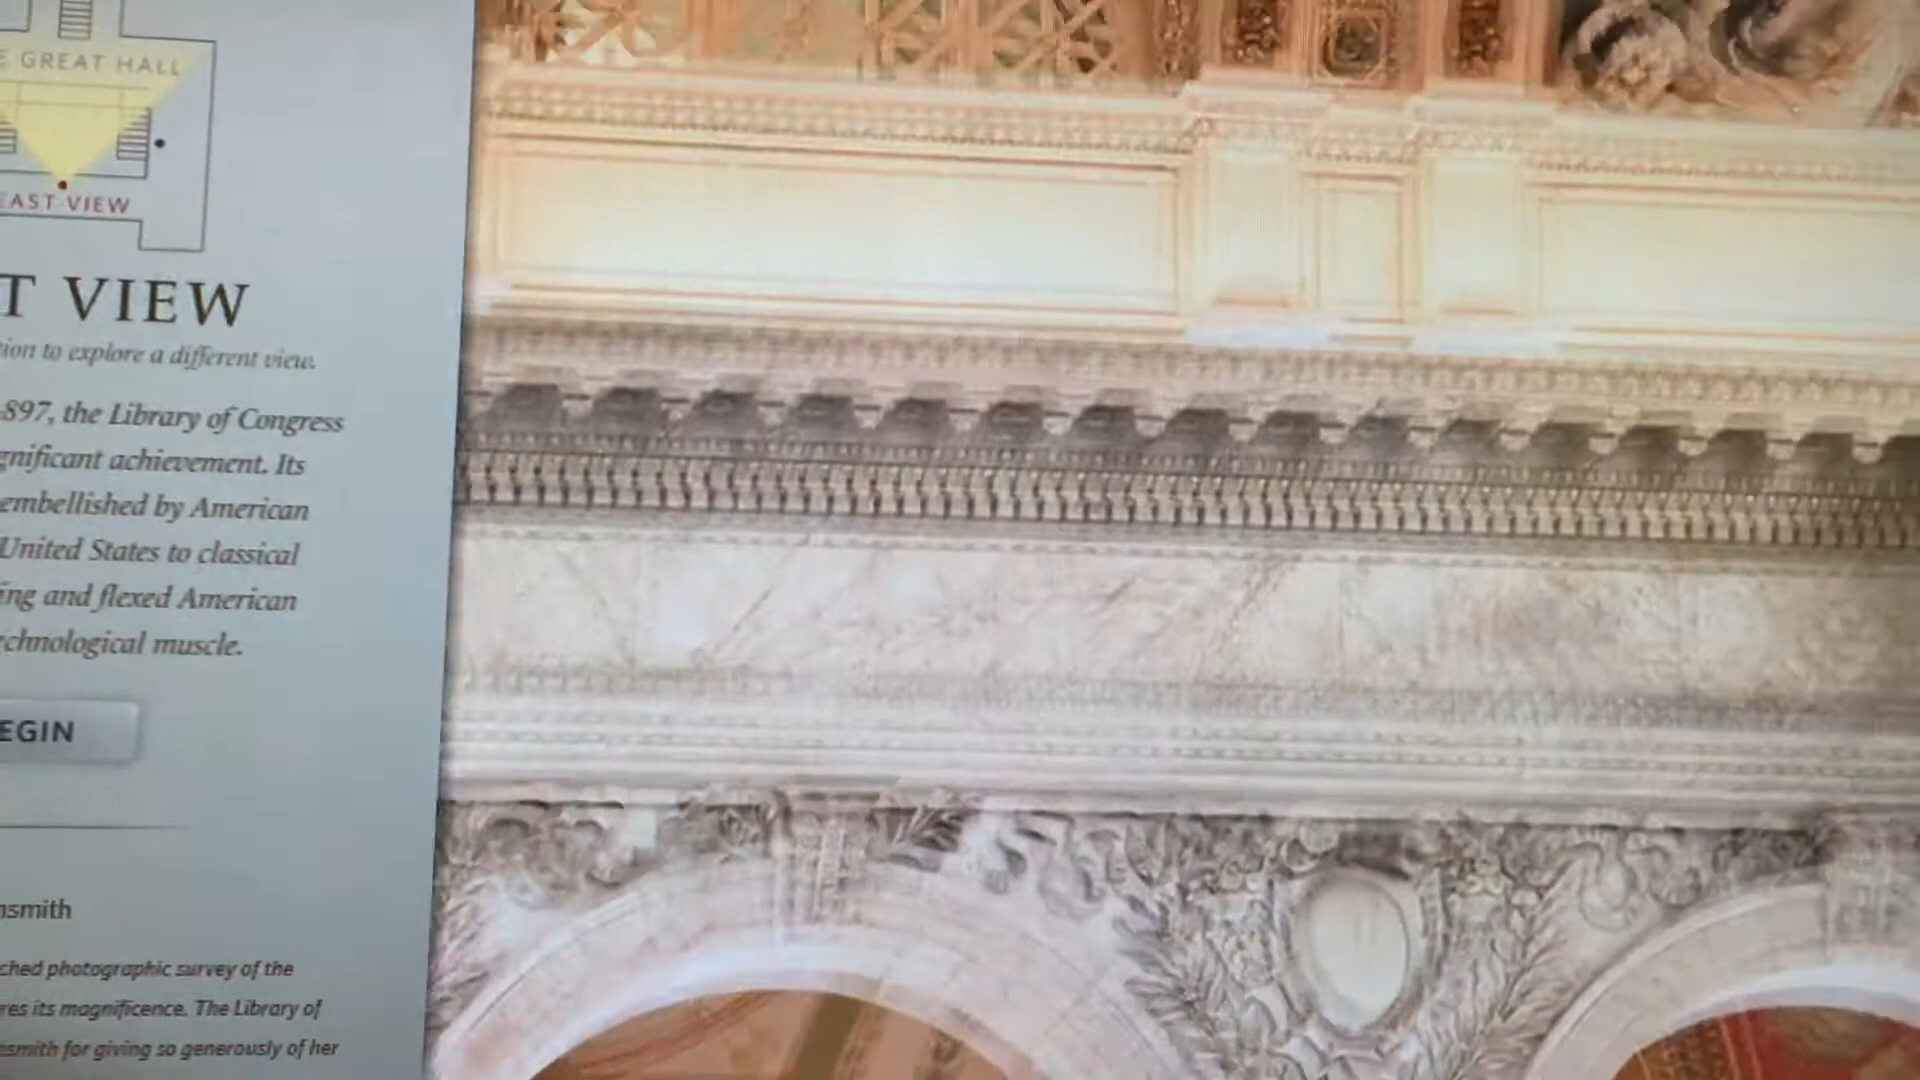 GREAT HALL
EAST VIEW
T VIEW
tion to explore a different view.
897, the Library of Congress
gnificant achievement. Its
embellished by American
United States to classical
ing and flexed American
echnological muscle.
EGIN
nsmith
ched photographic survey of the
res its magnificence. The Library of
smith for giving so generously of her